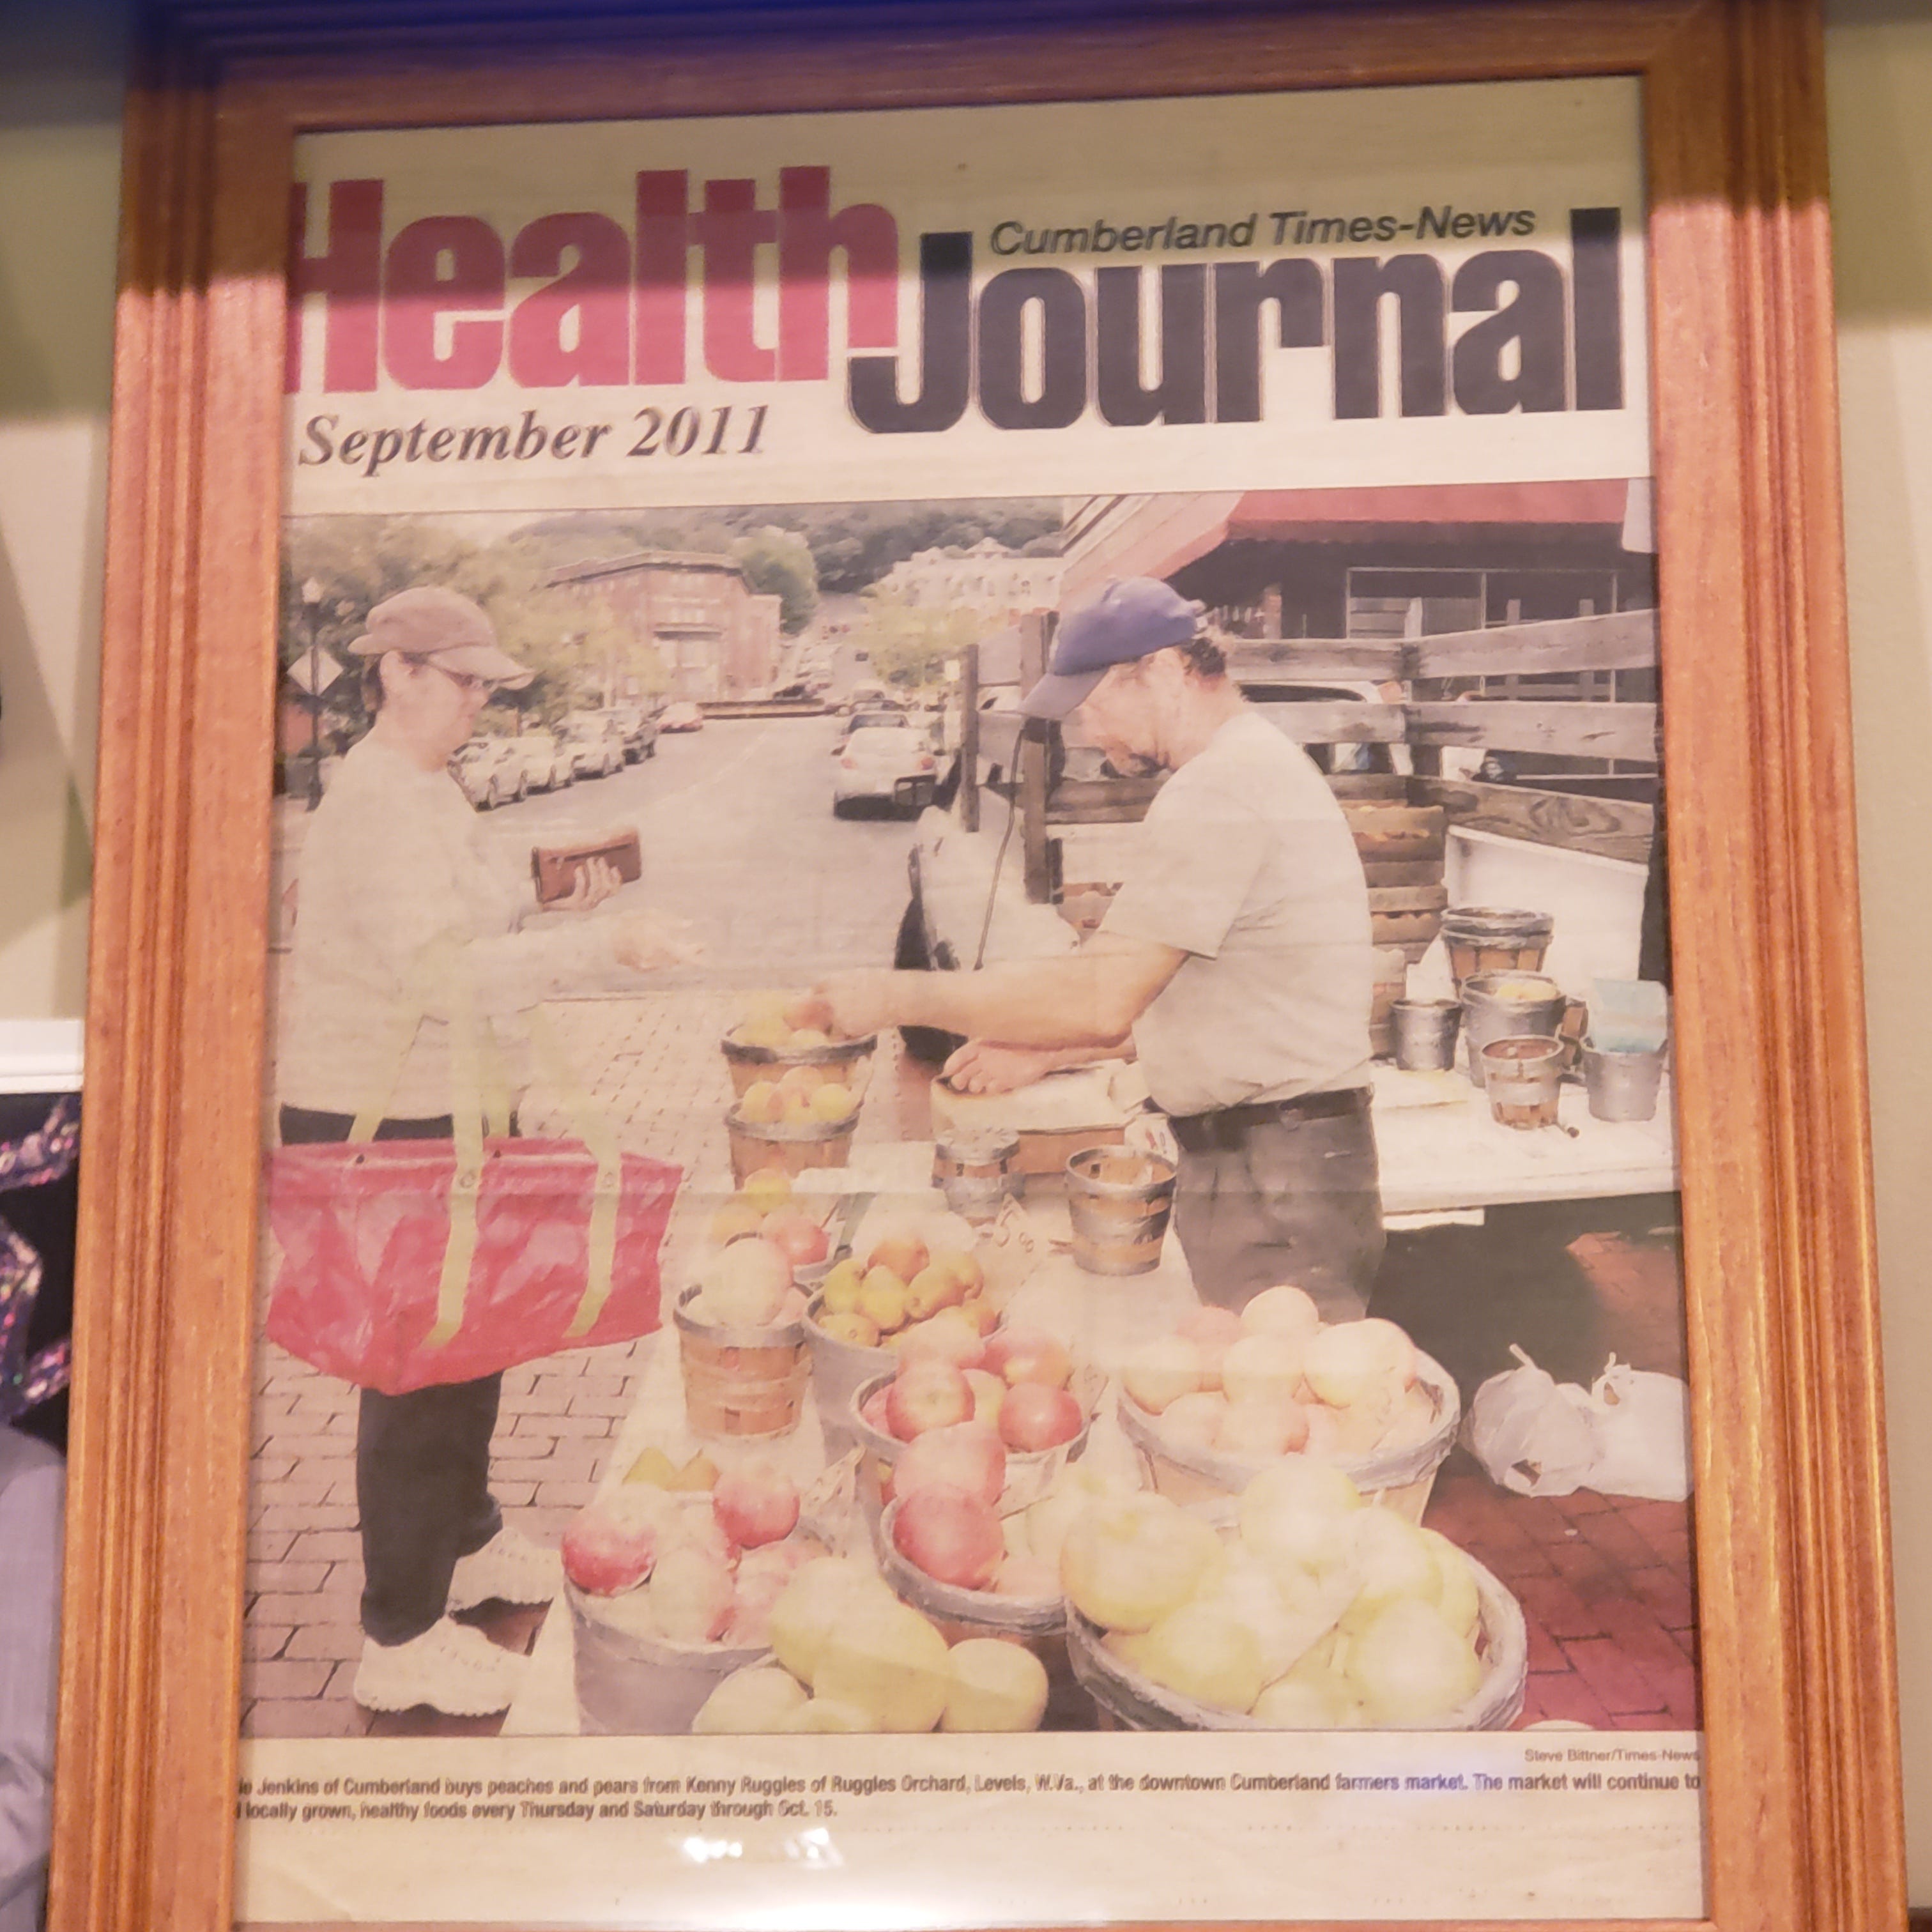 Health
Cumberland Times-News
Journal
September 2011
Steve Bittner/Times-News
Jenkins of Cumberland buys peaches and pears from Kenny Ruggles of Ruggles Orchard, Levels, W.Va., at the downtown Cumberland farmers market. The market will continue to
locally grown, healthy foods every Thursday and Saturday through Oct. 15.